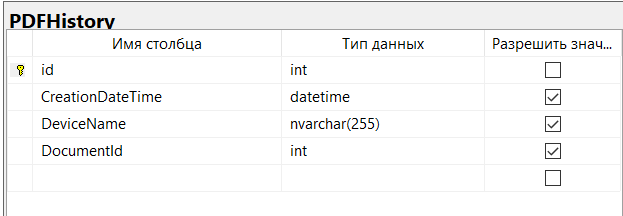 PDFHistory
Имя столбца Тип данных Разрешить знач...
id int
CreationDateTime datetime
DeviceName nvarchar(255)
DocumentId int